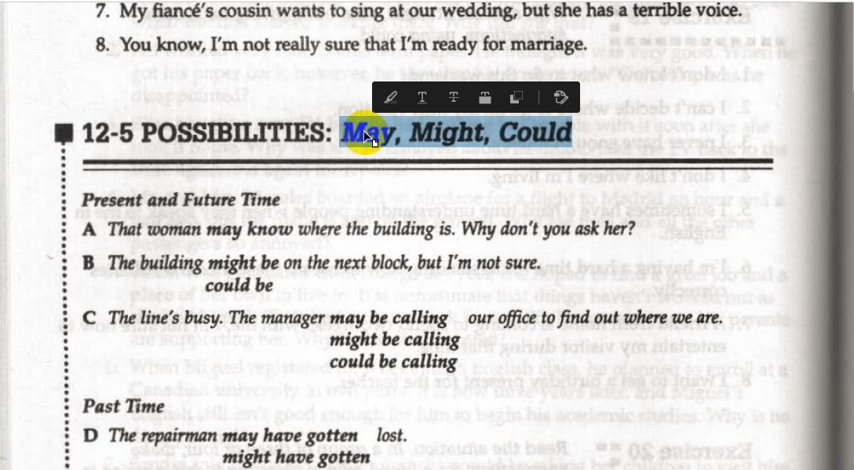 7. My fiancé's cousin wants to sing at our wedding, but she has a terrible voice.
8. You know, I'm not really sure that I'm ready for marriage.
12-5 POSSIBILITIES: May, Might, Could
Present and Future Time
A That woman may know where the building is. Why don't you ask her?
B The building might be on the next block, but I'm not sure.
could be
C The line's busy. The manager may be calling our office to find out where we are.
might be calling
could be calling
Past Time
D The repairman may have gotten lost.
might have gotten